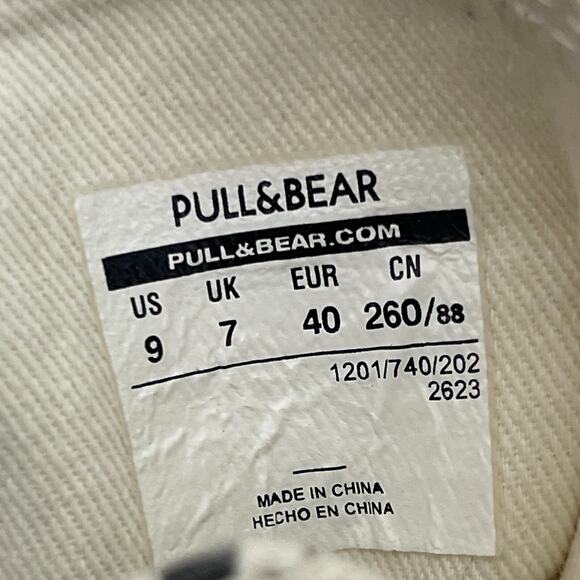 PULL&BEAR
PULL&BEAR.COM
US UK EUR CN
9 7 40 260/88
1201/740/202
2623
MADE IN CHINA
HECHO EN CHINA